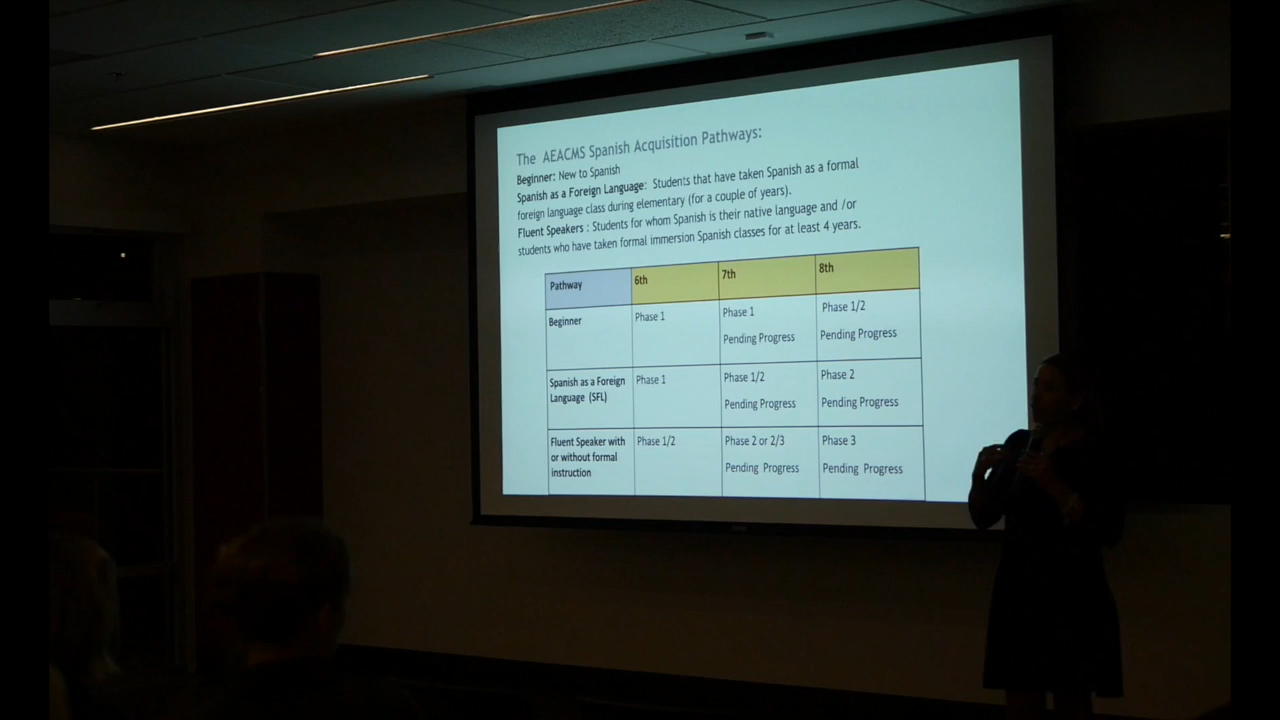 The AEACMS Spanish Acquisition Pathways:
Beginner: New to Spanish
Spanish as a Foreign Language: Students that have taken Spanish as a formal
foreign language class during elementary (for a couple of years).
Fluent Speakers : Students for whom Spanish is their native language and /or
students who have taken formal immersion Spanish classes for at least 4 years.
Pathway 6th 7th 8th
Beginner Phase 1 Phase 1 Phase 1/2
Pending Progress Pending Progress
Spanish as a Foreign Phase 1 Phase 1/2 Phase 2
Language (SFL) Pending Progress Pending Progress
Fluent Speaker with Phase 1/2 Phase 2 or 2/3 Phase 3
or without formal Pending Progress Pending Progress
instruction